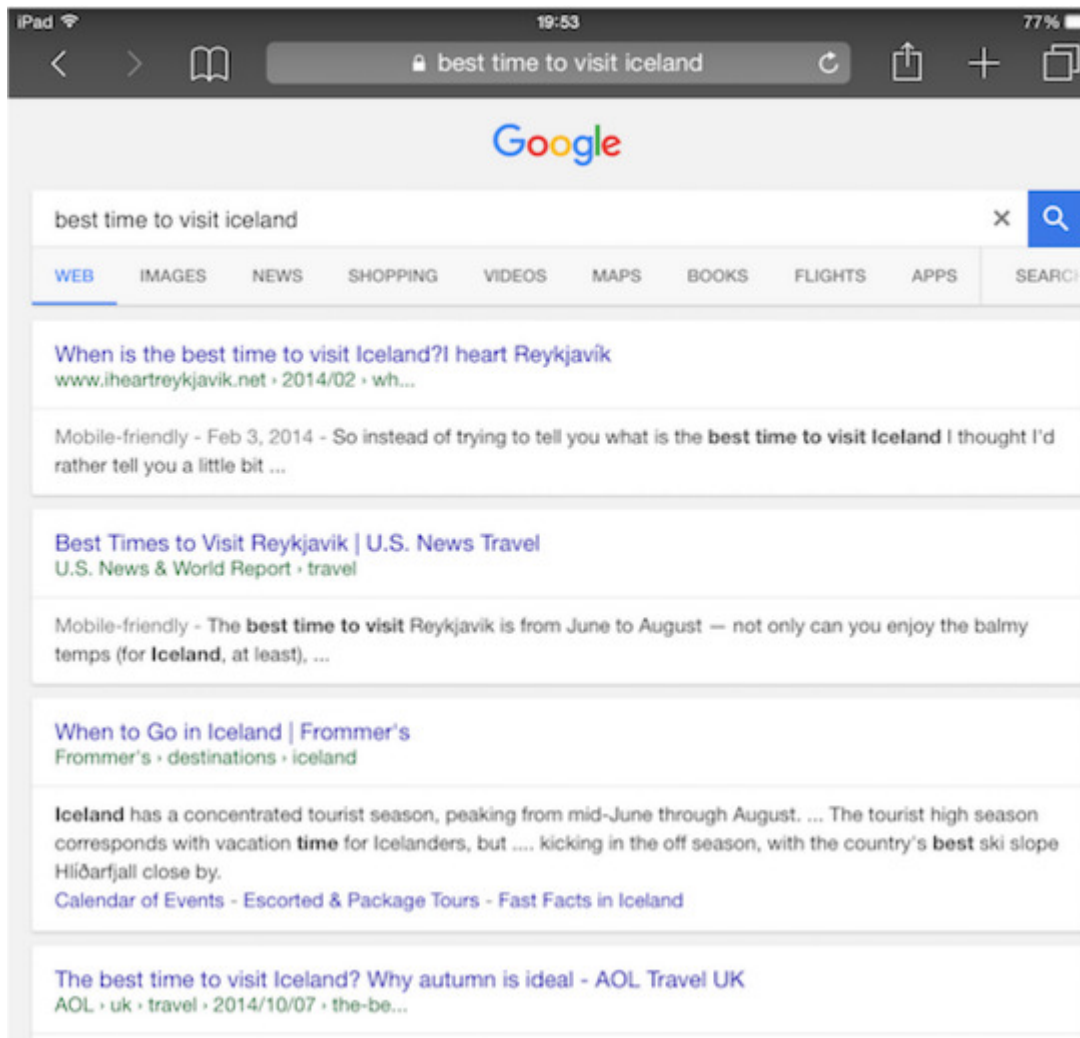 iPad 19:53 77%
best time to visit iceland
Google
best time to visit iceland
WEB IMAGES NEWS SHOPPING VIDEOS MAPS BOOKS FLIGHTS APPS SEARCH
When is the best time to visit Iceland?I heart Reykjavík
www.iheartreykjavik.net › 2014/02 › wh...
Mobile-friendly - Feb 3, 2014 - So instead of trying to tell you what is the best time to visit Iceland I thought I'd
rather tell you a little bit ...
Best Times to Visit Reykjavik | U.S. News Travel
U.S. News & World Report › travel
Mobile-friendly - The best time to visit Reykjavik is from June to August — not only can you enjoy the balmy
temps (for Iceland, at least), ...
When to Go in Iceland | Frommer's
Frommer's › destinations › iceland
Iceland has a concentrated tourist season, peaking from mid-June through August. ... The tourist high season
corresponds with vacation time for Icelanders, but .... kicking in the off season, with the country's best ski slope
Hlíðarfjall close by.
Calendar of Events - Escorted & Package Tours - Fast Facts in Iceland
The best time to visit Iceland? Why autumn is ideal - AOL Travel UK
AOL › uk › travel › 2014/10/07 › the-be...